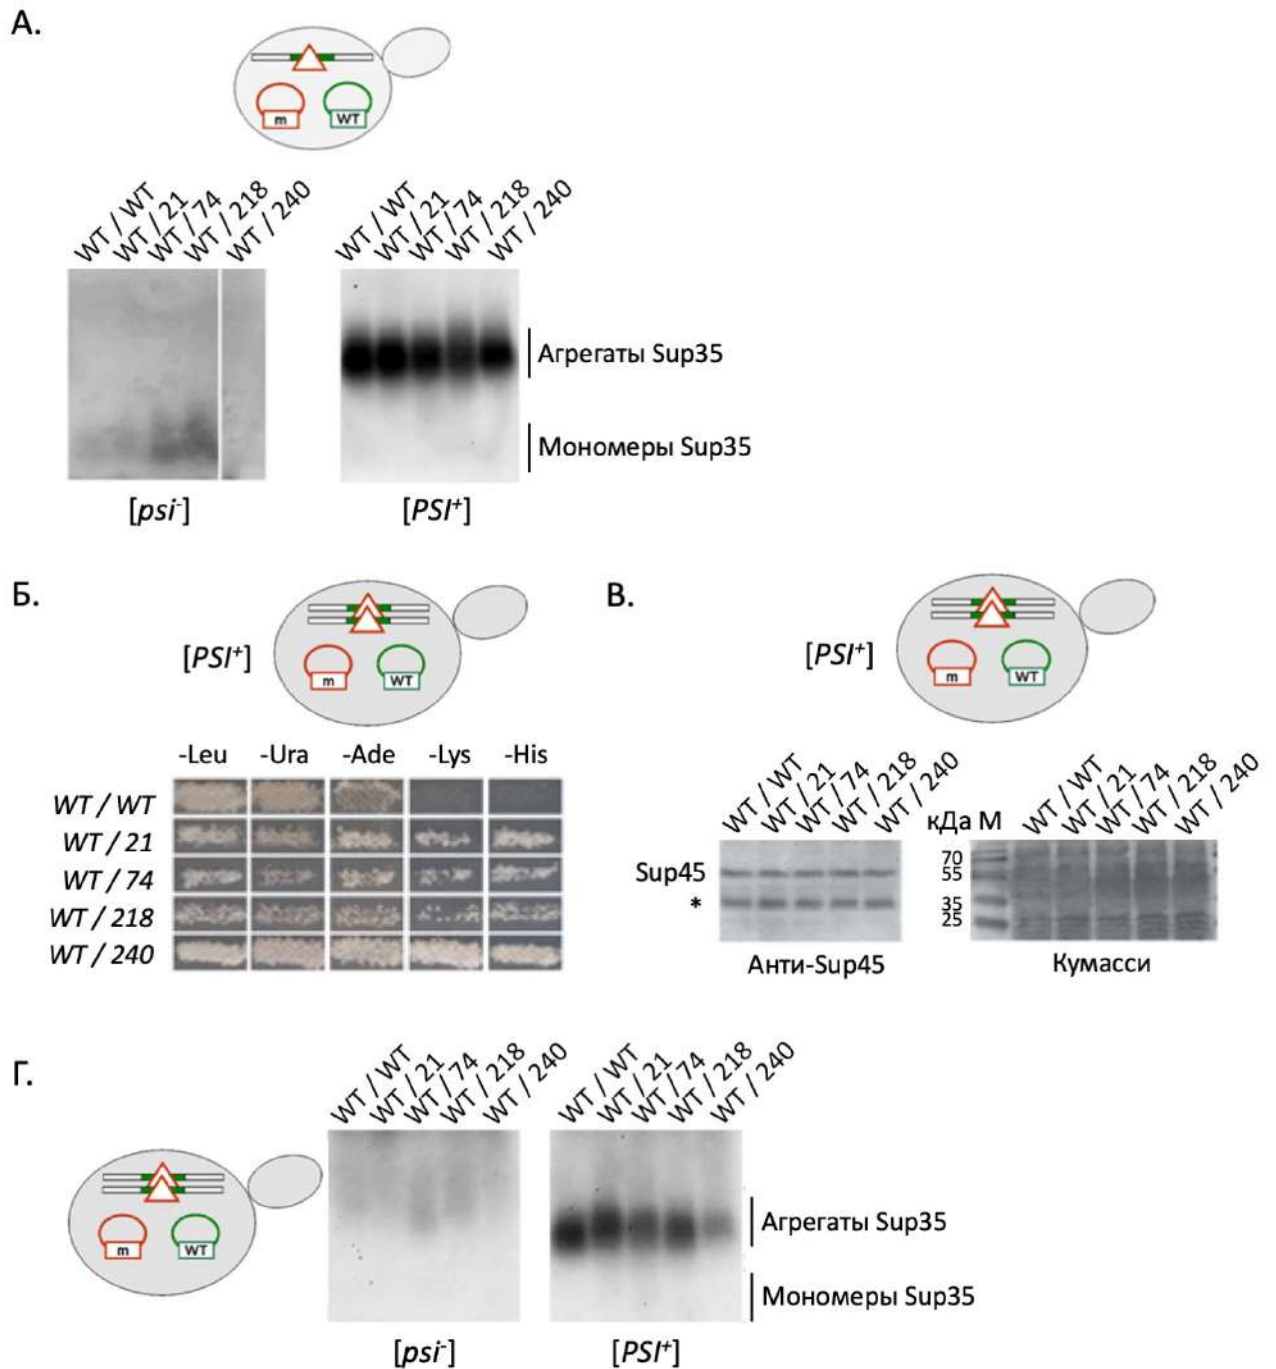 А.
m WT
WT / WT
WT / 21
WT / 74
WT / 218
WT / 240
WT / WT
WT / 21
WT / 74
WT / 218
WT / 240
Агрегаты Sup35
Мономеры Sup35
[psi-]
[PSI+]
Б.
[PSI+]
m WT
-Leu -Ura -Ade -Lys -His
WT / WT
WT / 21
WT / 74
WT / 218
WT / 240
В.
[PSI+]
m WT
WT / WT
WT / 21
WT / 74
WT / 218
WT / 240
Sup45
*
Анти-Sup45
кДа М
WT / WT
WT / 21
WT / 74
WT / 218
WT / 240
70
55
35
25
Кумасси
Г.
m WT
WT / WT
WT / 21
WT / 74
WT / 218
WT / 240
WT / WT
WT / 21
WT / 74
WT / 218
WT / 240
Агрегаты Sup35
Мономеры Sup35
[psi-]
[PSI+]